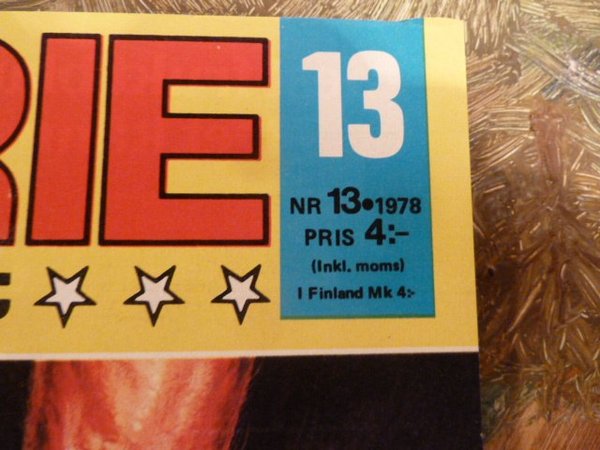 RIE
13
NR 13•1978
PRIS 4:-
(Inkl. moms)
I Finland Mk 4:-